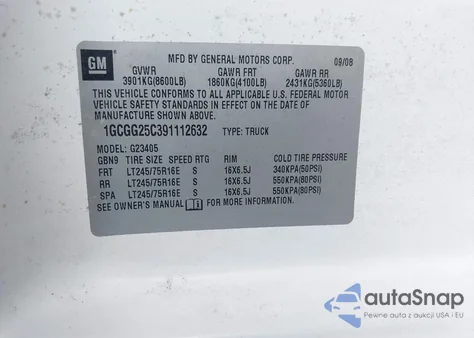 GM
MFD BY GENERAL MOTORS CORP. 09/08
GVWR GAWR FRT GAWR RR
3901KG(8600LB) 1860KG(4100LB) 2431KG(5360LB)
THIS VEHICLE CONFORMS TO ALL APPLICABLE U.S. FEDERAL MOTOR
VEHICLE SAFETY STANDARDS IN EFFECT ON THE DATE OF
MANUFACTURE SHOWN ABOVE.
1GCGG25C391112632 TYPE: TRUCK
MODEL: G23405
GBN9 TIRE SIZE SPEED RTG RIM COLD TIRE PRESSURE
FRT LT245/75R16E S 16X6.5J 340KPA(50PSI)
RR LT245/75R16E S 16X6.5J 550KPA(80PSI)
SPA LT245/75R16E S 16X6.5J 550KPA(80PSI)
SEE OWNER'S MANUAL FOR MORE INFORMATION.
autaSnap
Pewne auta z aukcji USA i EU